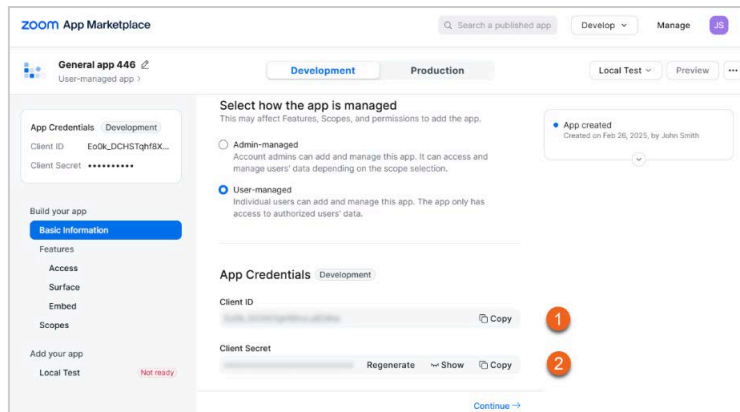 zoom App Marketplace
Search a published app
Develop
Manage
JS
General app 446
User-managed app >
Development
Production
Local Test
Preview
App Credentials
Development
Client ID
Eo0k_DCHSTqhf8X...
Client Secret
Build your app
Basic Information
Features
Access
Surface
Embed
Scopes
Add your app
Local Test
Not ready
Select how the app is managed
This may affect Features, Scopes, and permissions to add the app.
Admin-managed
Account admins can add and manage this app. It can access and
manage users' data depending on the scope selection.
User-managed
Individual users can add and manage this app. The app only has
access to authorized users' data.
App Credentials
Development
Client ID
Copy
1
Client Secret
Regenerate
Show
Copy
2
Continue →
App created
Created on Feb 26, 2025, by John Smith